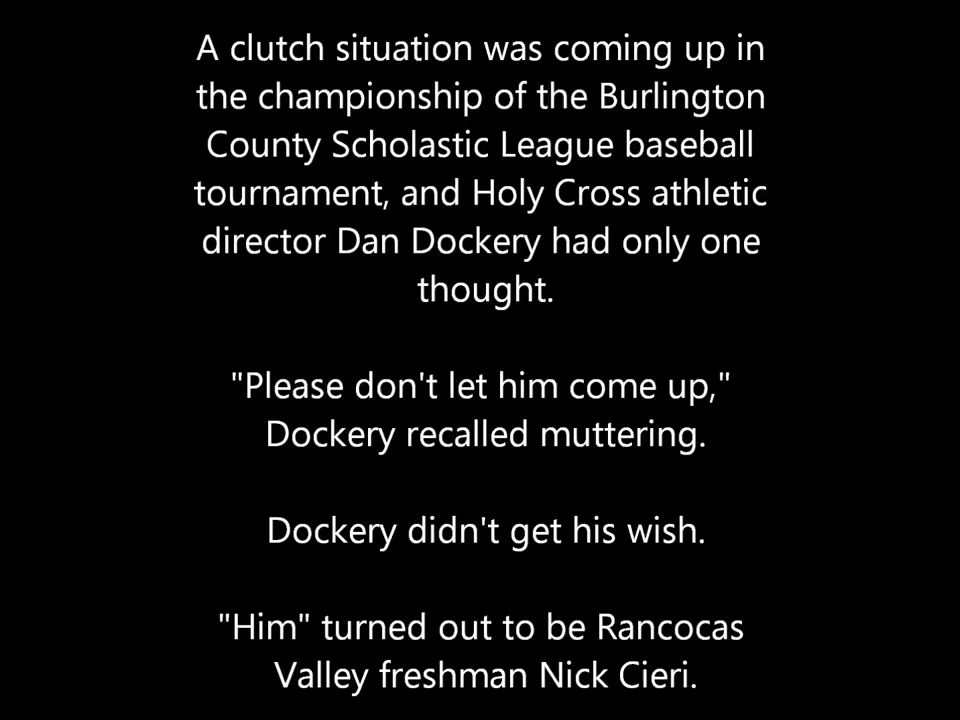 A clutch situation was coming up in
the championship of the Burlington
County Scholastic League baseball
tournament, and Holy Cross athletic
director Dan Dockery had only one
thought.
"Please don't let him come up,"
Dockery recalled muttering.
Dockery didn't get his wish.
"Him" turned out to be Rancocas
Valley freshman Nick Cieri.